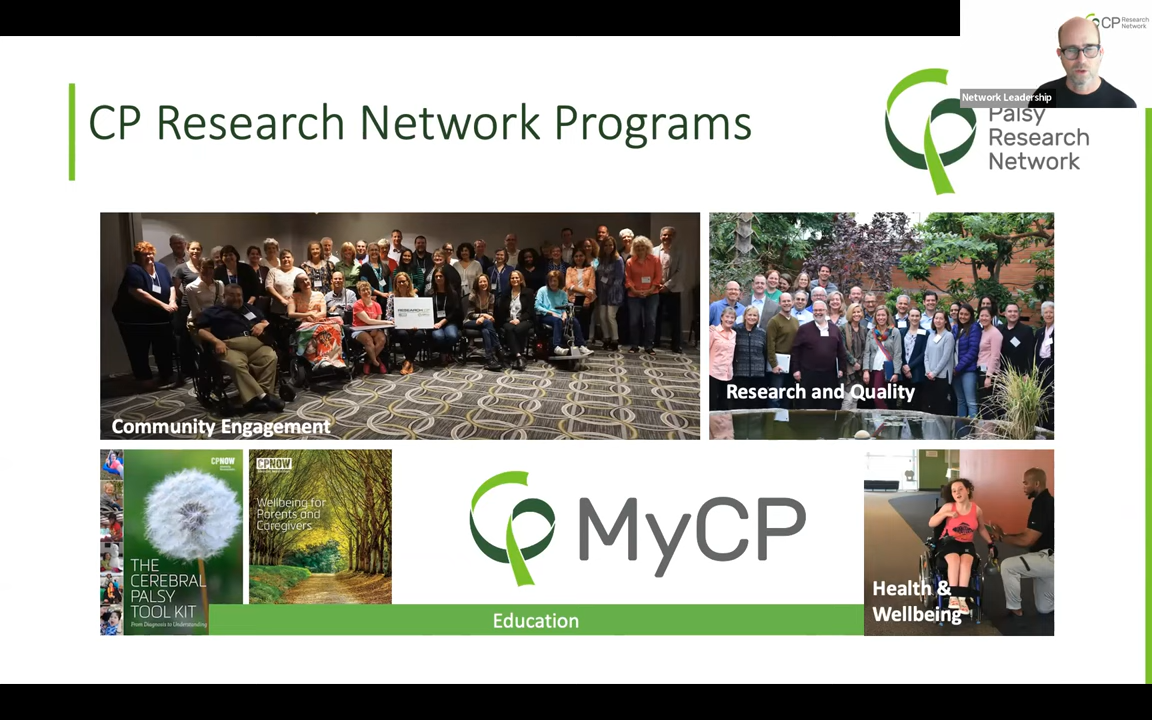 CP Research
Network
Network Leadership
CP Research Network Programs
Palsy
Research
Network
Community Engagement
Research and Quality
CPNOW
THE
CEREBRAL
PALSY
TOOL KIT
From Diagnosis to Understanding
CPNOW
Wellbeing for
Parents and
Caregivers
MyCP
Education
Health &
Wellbeing